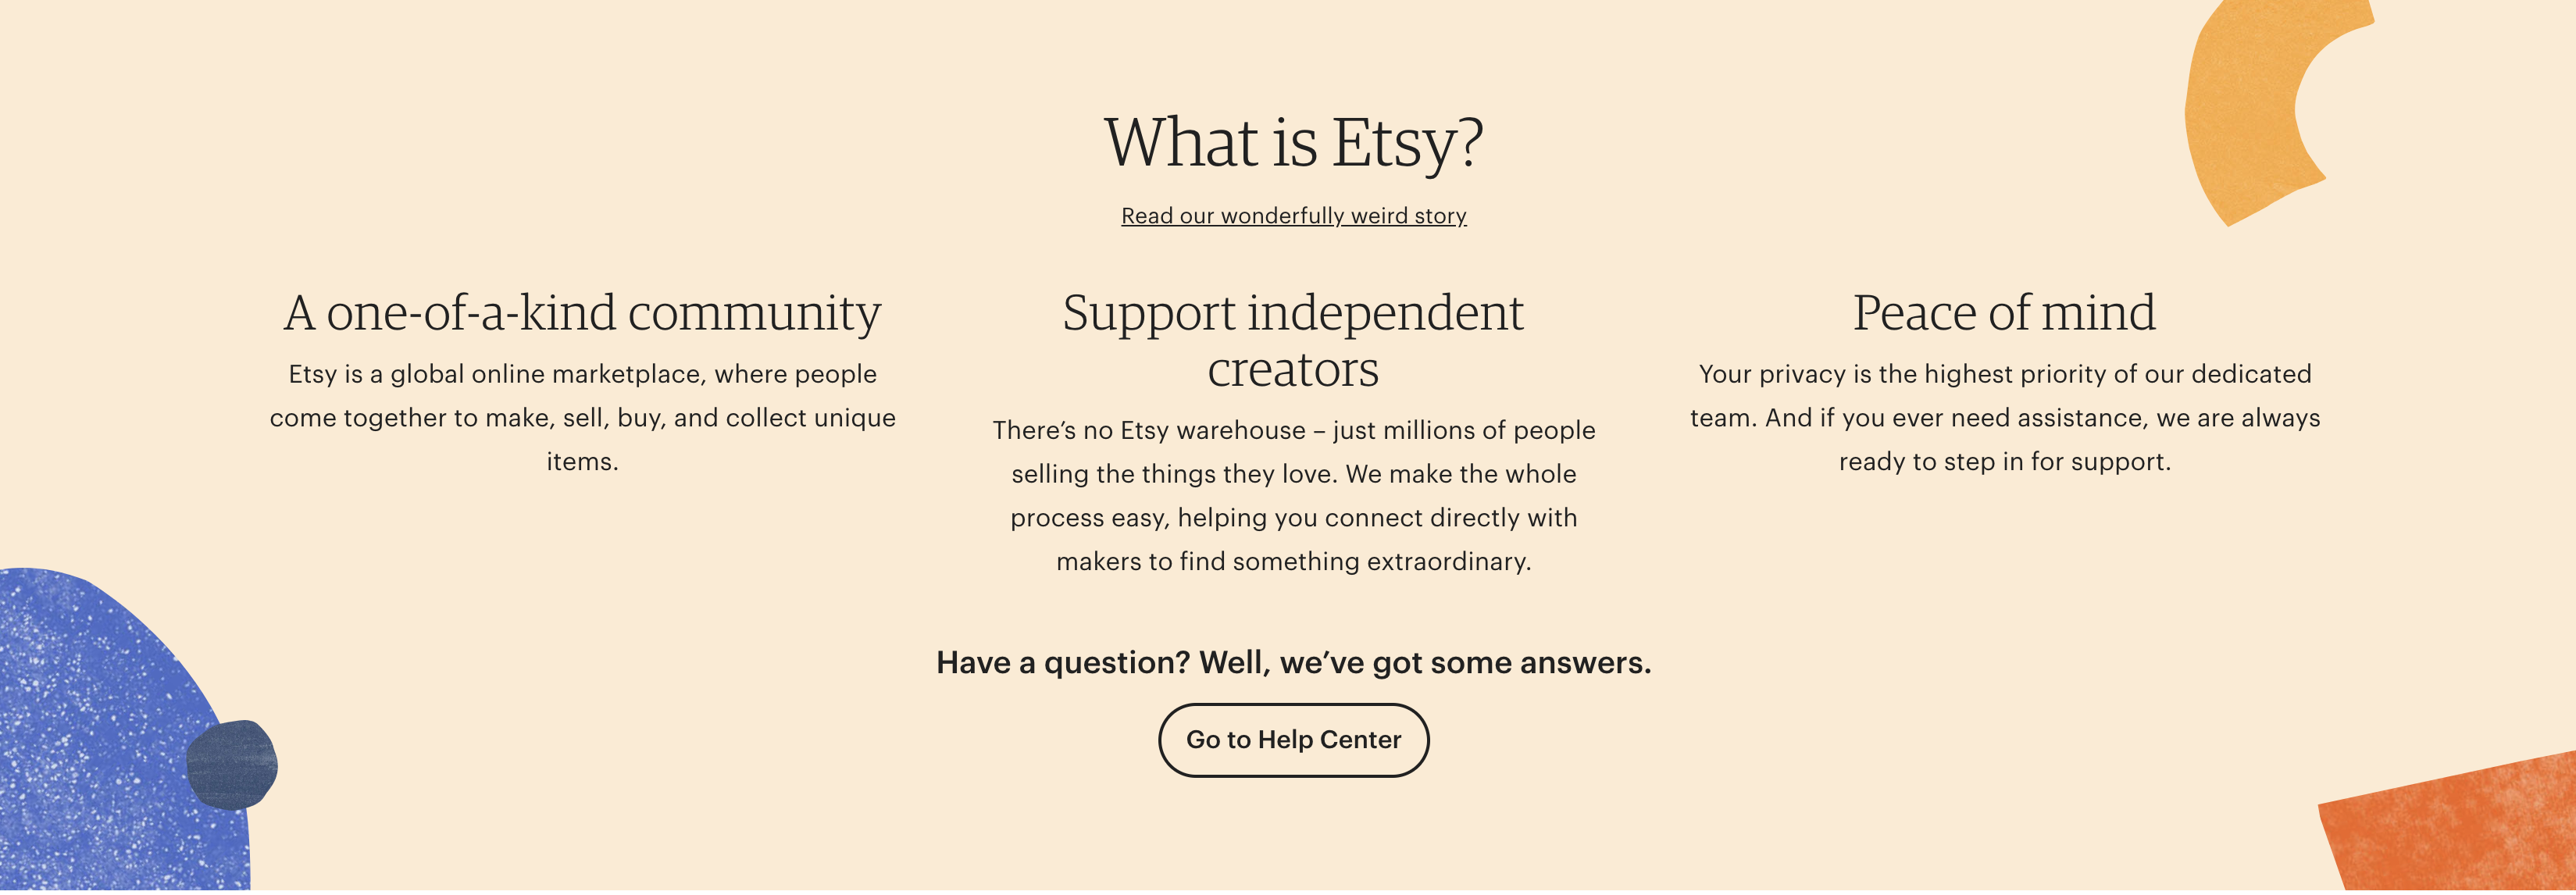 What is Etsy?
Read our wonderfully weird story
A one-of-a-kind community
Etsy is a global online marketplace, where people
come together to make, sell, buy, and collect unique
items.
Support independent
creators
There’s no Etsy warehouse – just millions of people
selling the things they love. We make the whole
process easy, helping you connect directly with
makers to find something extraordinary.
Peace of mind
Your privacy is the highest priority of our dedicated
team. And if you ever need assistance, we are always
ready to step in for support.
Have a question? Well, we’ve got some answers.
Go to Help Center